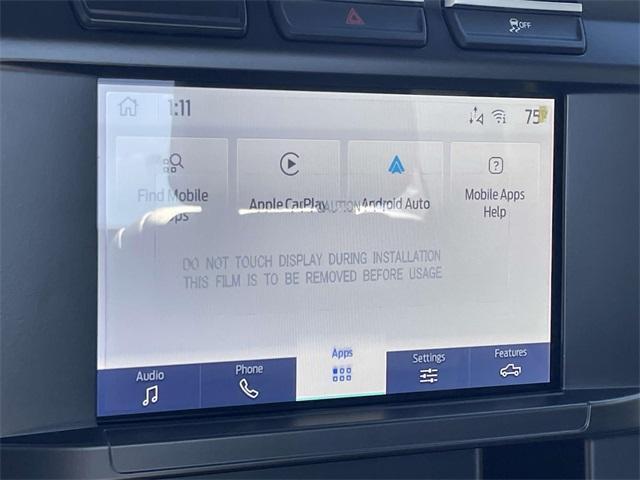 OFF
1:11
75°
Find Mobile
Apps
Apple CarPlay
Android Auto
Mobile Apps
Help
CAUTION
DO NOT TOUCH DISPLAY DURING INSTALLATION
THIS FILM IS TO BE REMOVED BEFORE USAGE
Audio
Phone
Apps
Settings
Features